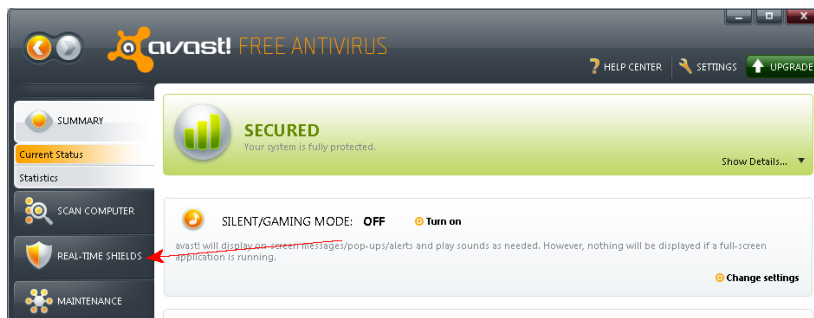 avast! FREE ANTIVIRUS
HELP CENTER SETTINGS UPGRADE
SUMMARY
Current Status
Statistics
SCAN COMPUTER
REAL-TIME SHIELDS
MAINTENANCE
SECURED
Your system is fully protected.
Show Details...
SILENT/GAMING MODE: OFF Turn on
avast! will display on-screen messages/pop-ups/alerts and play sounds as needed. However, nothing will be displayed if a full-screen
application is running.
Change settings